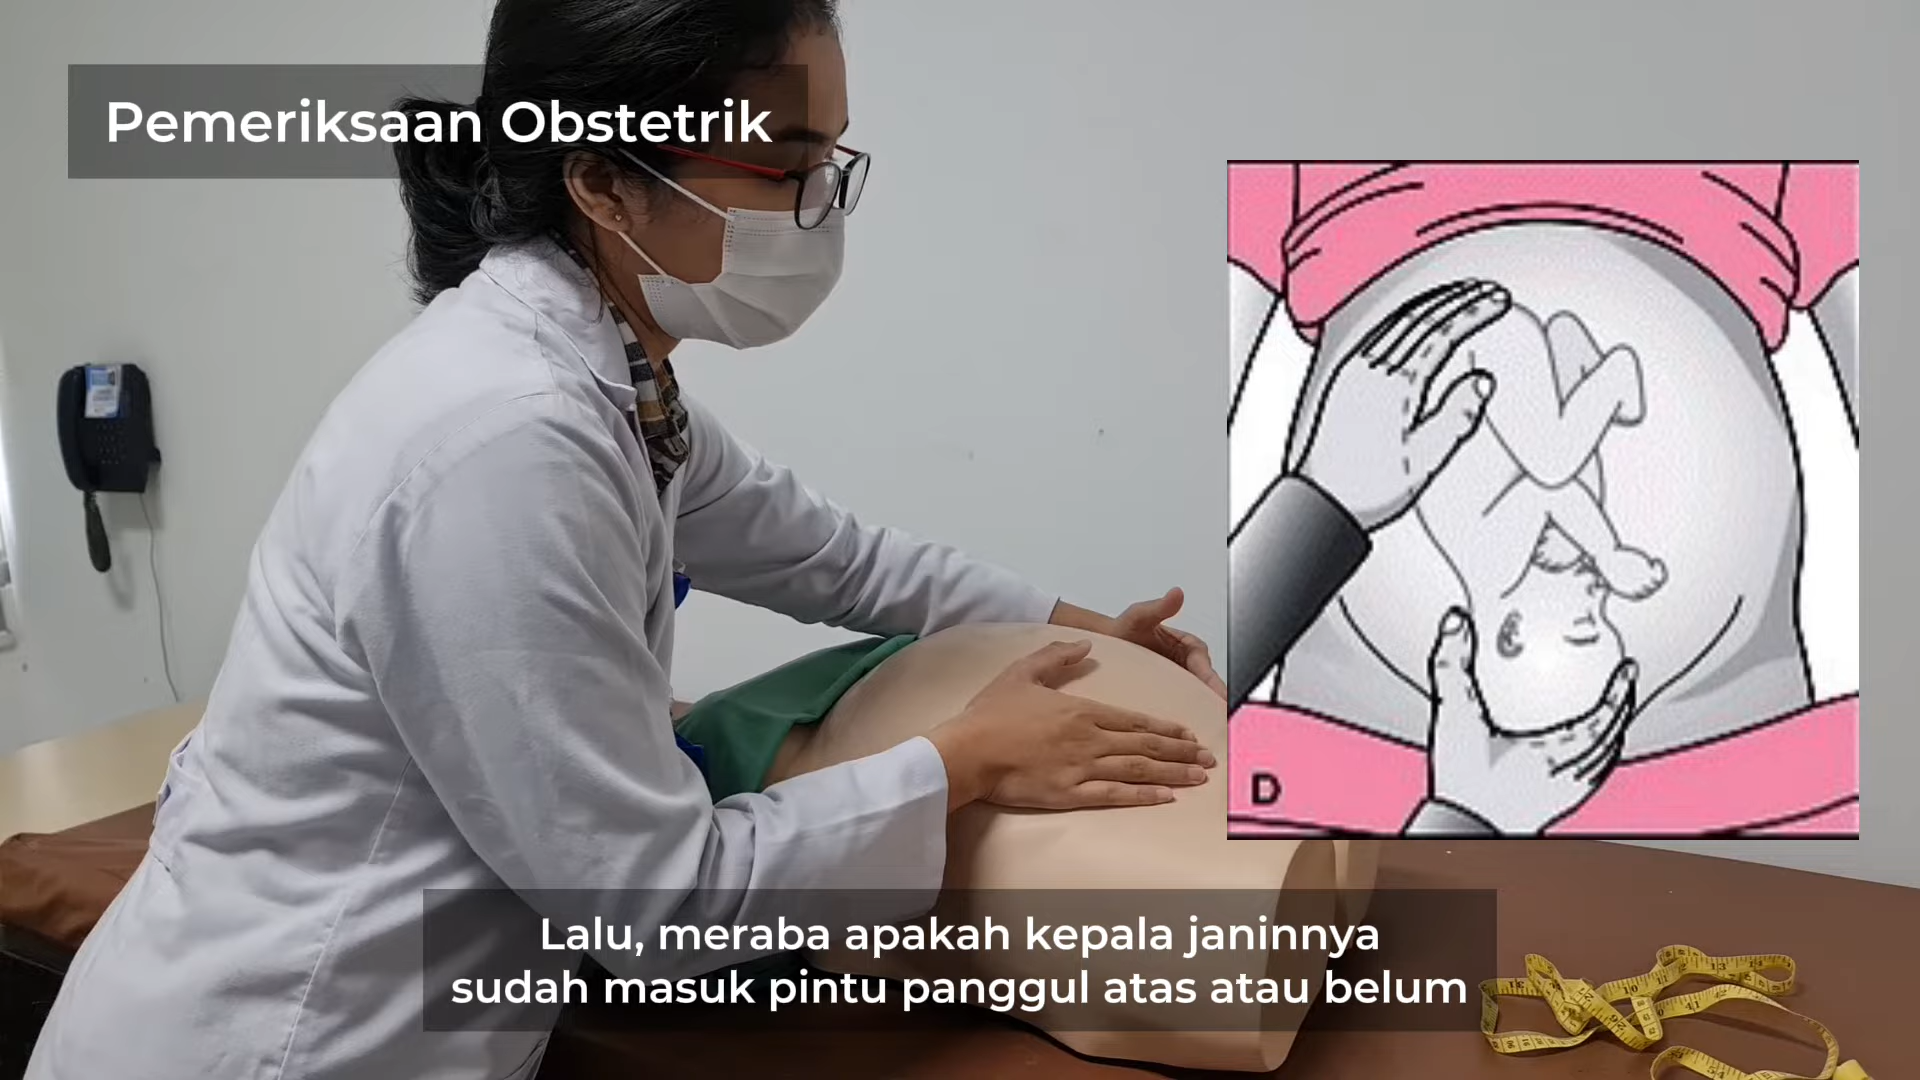 Pemeriksaan Obstetrik
D
Lalu, meraba apakah kepala janinnya
sudah masuk pintu panggul atas atau belum